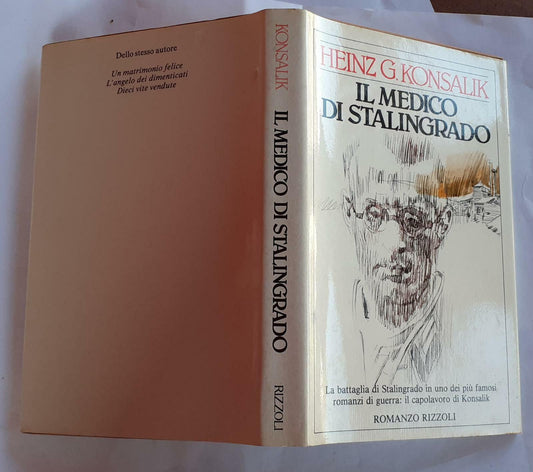 Dello stesso autore
Un matrimonio felice
L'angelo dei dimenticati
Dieci vite vendute
KONSALIK
IL MEDICO DI STALINGRADO
RIZZOLI
HEINZ G. KONSALIK
IL MEDICO
DI STALINGRADO
La battaglia di Stalingrado in uno dei più famosi
romanzi di guerra: il capolavoro di Konsalik
ROMANZO RIZZOLI